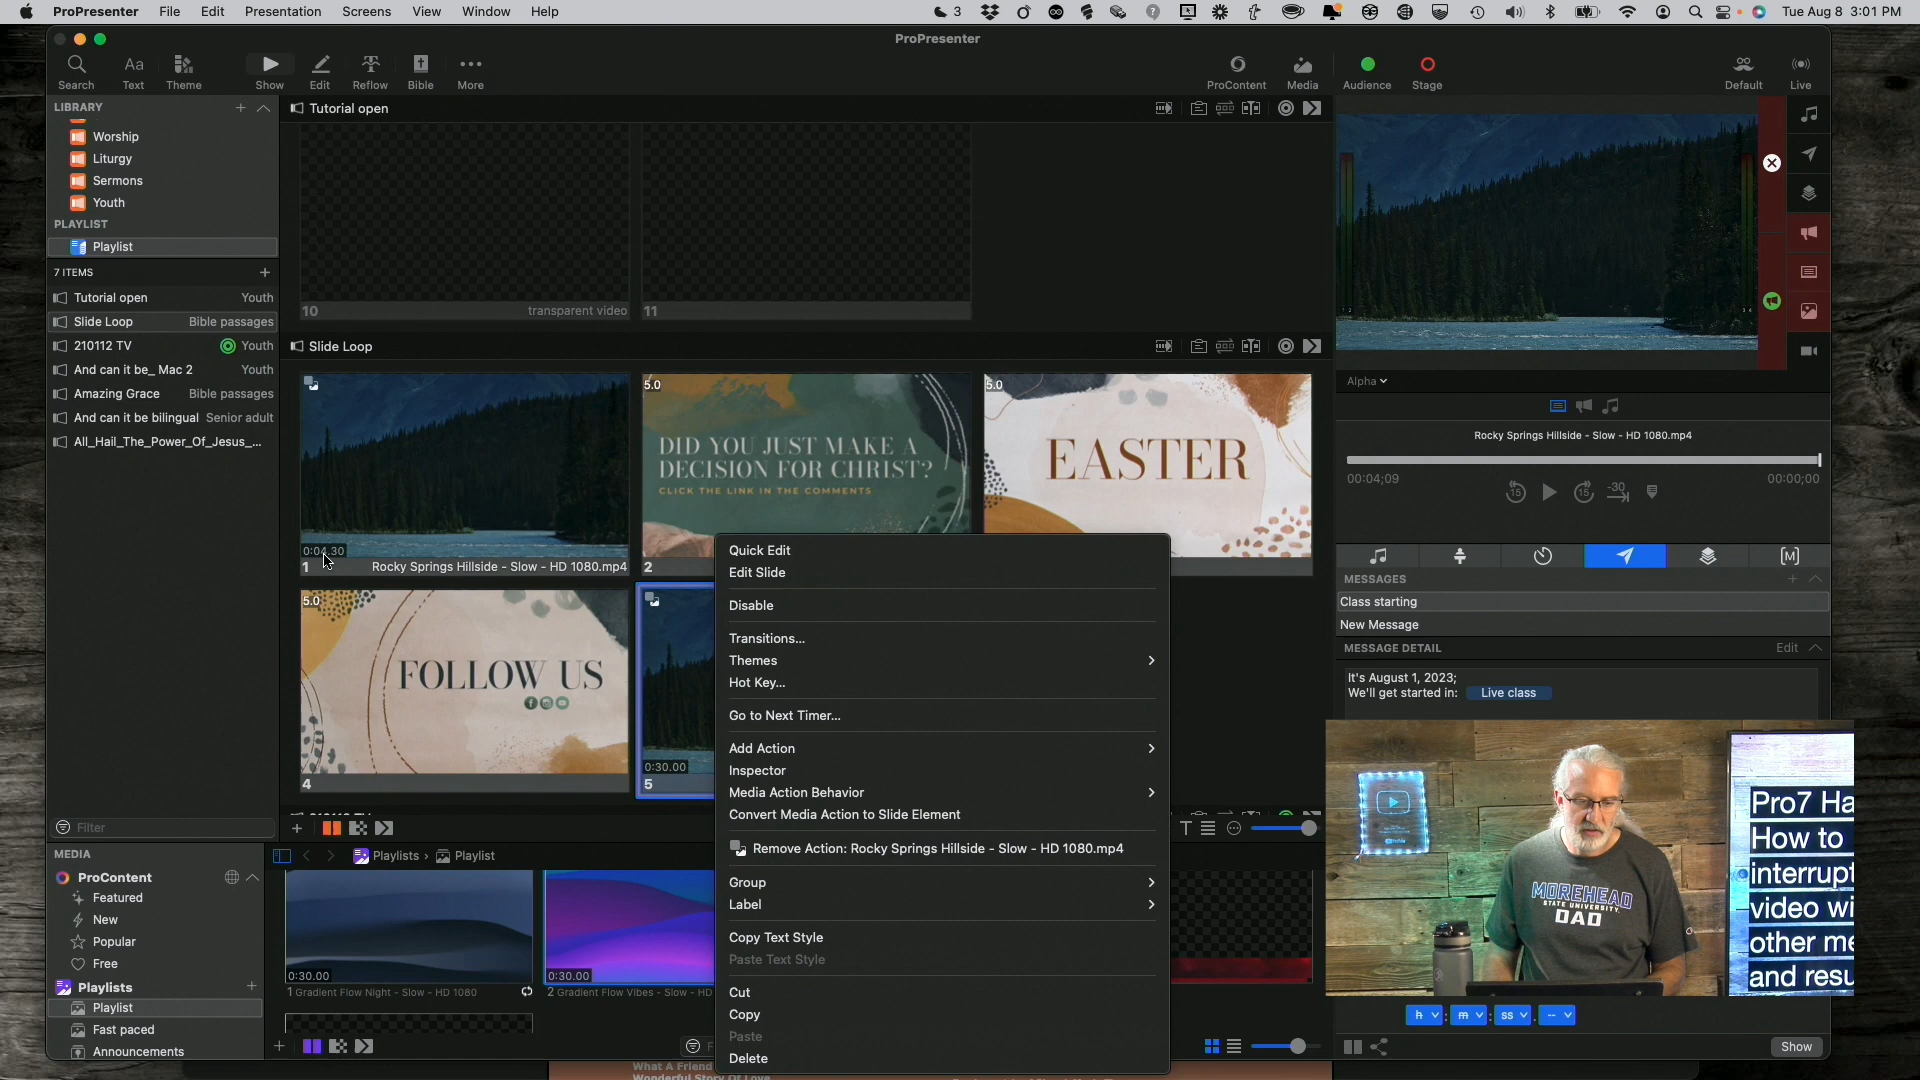 ProPresenter File Edit Presentation Screens View Window Help
3
Tue Aug 8 3:01 PM
ProPresenter
Search
Text
Theme
Show
Edit
Reflow
Bible
More
ProContent
Media
Audience
Stage
Default
Live
LIBRARY
Worship
Liturgy
Sermons
Youth
PLAYLIST
Playlist
7 ITEMS
Tutorial open Youth
Slide Loop Bible passages
210112 TV Youth
And can it be_ Mac 2 Youth
Amazing Grace Bible passages
And can it be bilingual Senior adult
All_Hail_The_Power_Of_Jesus_...
Filter
Tutorial open
10 transparent video
11
Slide Loop
0:04.30
1 Rocky Springs Hillside - Slow - HD 1080.mp4
5.0
DID YOU JUST MAKE A
DECISION FOR CHRIST?
CLICK THE LINK IN THE COMMENTS
2
5.0
EASTER
5.0
FOLLOW US
4
0:30.00
5
Quick Edit
Edit Slide
Disable
Transitions...
Themes
Hot Key...
Go to Next Timer...
Add Action
Inspector
Media Action Behavior
Convert Media Action to Slide Element
Remove Action: Rocky Springs Hillside - Slow - HD 1080.mp4
Group
Label
Copy Text Style
Paste Text Style
Cut
Copy
Paste
Delete
MEDIA
ProContent
Featured
New
Popular
Free
Playlists
Playlist
Fast paced
Announcements
Playlists › Playlist
0:30.00
1 Gradient Flow Night - Slow - HD 1080
0:30.00
2 Gradient Flow Vibes - Slow - HD
What A Friend
Wonderful Story Of Love
Alpha
Rocky Springs Hillside - Slow - HD 1080.mp4
00:04;09 00:00;00
15
15
-30
MESSAGES
Class starting
New Message
MESSAGE DETAIL Edit
It's August 1, 2023;
We'll get started in: Live class
MOREHEAD
STATE UNIVERSITY
DAD
Pro7 Ha
How to
interrupt
video wi
other me
and resu
h : m : ss . --
Show